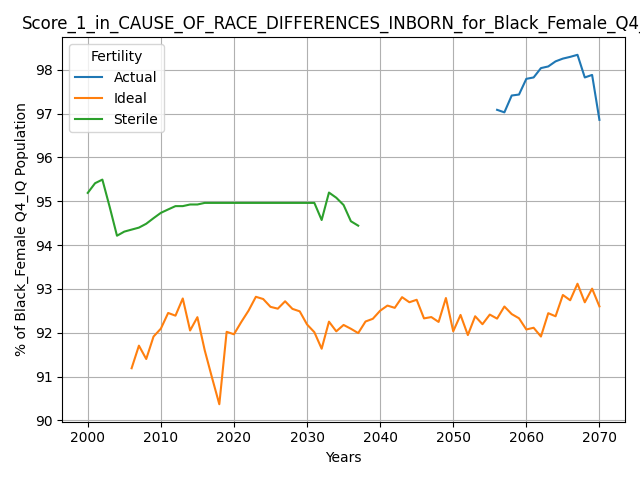 Score_1_in_CAUSE_OF_RACE_DIFFERENCES_INBORN_for_Black_Female_Q4_
Fertility
Actual
Ideal
Sterile
% of Black_Female Q4_IQ Population
98
97
96
95
94
93
92
91
90
2000
2010
2020
2030
2040
2050
2060
2070
Years